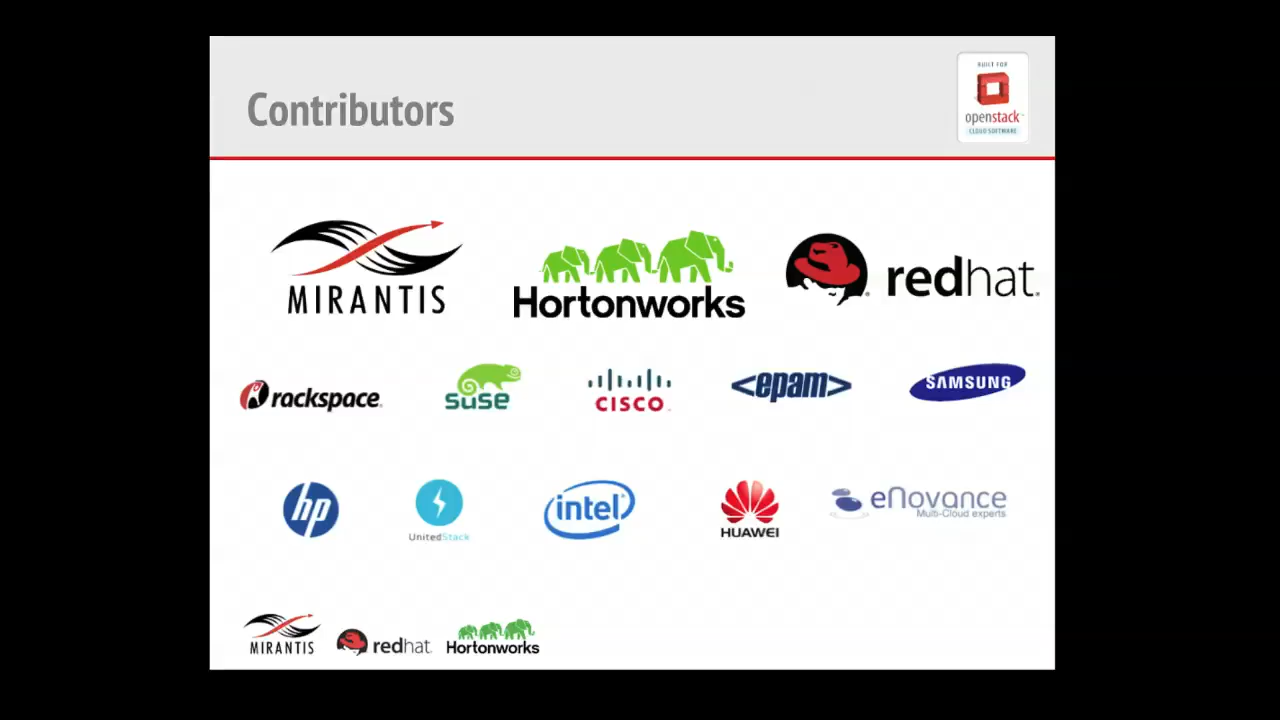 Contributors
BUILT FOR
openstack
CLOUD SOFTWARE
MIRANTIS
Hortonworks
redhat.
rackspace
suse
CISCO
<epam>
SAMSUNG
hp
UnitedStack
intel
HUAWEI
eNovance
Multi-Cloud experts
MIRANTIS
redhat.
Hortonworks